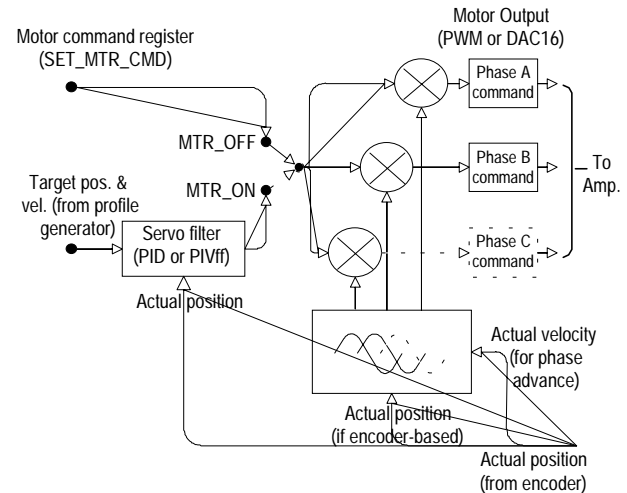 Motor Output
(PWM or DAC16)
Motor command register
(SET_MTR_CMD)
Phase A
command
MTR_OFF
Phase B
command
To
Amp.
MTR_ON
Target pos. &
vel. (from profile
generator)
Servo filter
(PID or PIVff)
Phase C
command
Actual position
Actual velocity
(for phase
advance)
Actual position
(if encoder-based)
Actual position
(from encoder)